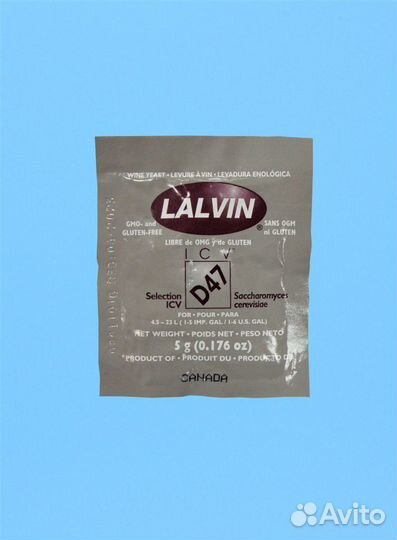 WINE YEAST • LEVURE À VIN • LEVADURA ENOLÓGICA
LALVIN
®
GMO- and
GLUTEN-FREE
SANS OGM
ni GLUTEN
LIBRE de OMG y de GLUTEN
I C V
D47
Selection
ICV
Saccharomyces
cerevisiae
FOR • POUR • PARA
4.5 – 23 L ( 1-5 IMP. GAL / 1-6 U.S. GAL)
NET WEIGHT • POIDS NET • PESO NETO
5 g (0.176 oz)
PRODUCT OF • PRODUIT DU • PRODUCTO DE
CANADA
Avito